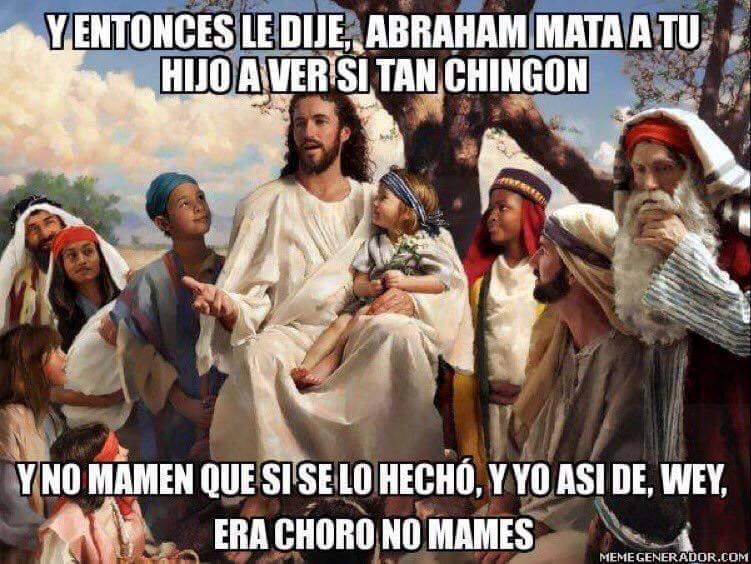 Y ENTONCES LE DIJE, ABRAHAM MATA A TU
HIJO A VER SI TAN CHINGON
Y NO MAMEN QUE SI SE LO HECHÓ, Y YO ASI DE, WEY,
ERA CHORO NO MAMES
MEMEGENERADOR.COM